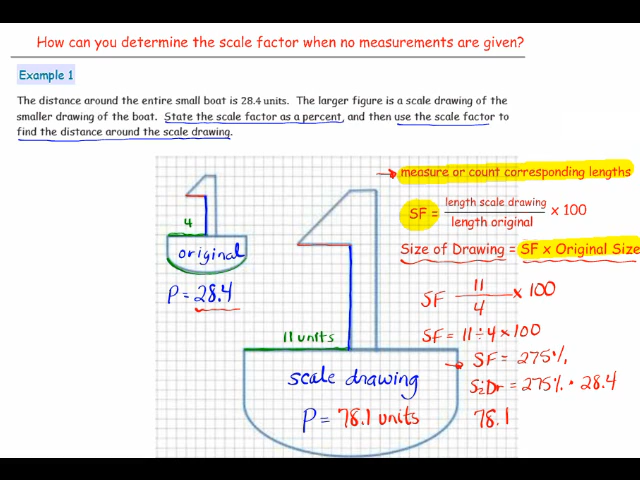 How can you determine the scale factor when no measurements are given?
Example 1
The distance around the entire small boat is 28.4 units. The larger figure is a scale drawing of the
smaller drawing of the boat. State the scale factor as a percent, and then use the scale factor to
find the distance around the scale drawing.
measure or count corresponding lengths
SF = length scale drawing / length original x 100
Size of Drawing = SF x Original Size
4
original
P = 28.4
SF 11/4 x 100
SF = 11 ÷ 4 x 100
SF = 275%
SzDr = 275% · 28.4
78.1
11 units
scale drawing
P = 78.1 units